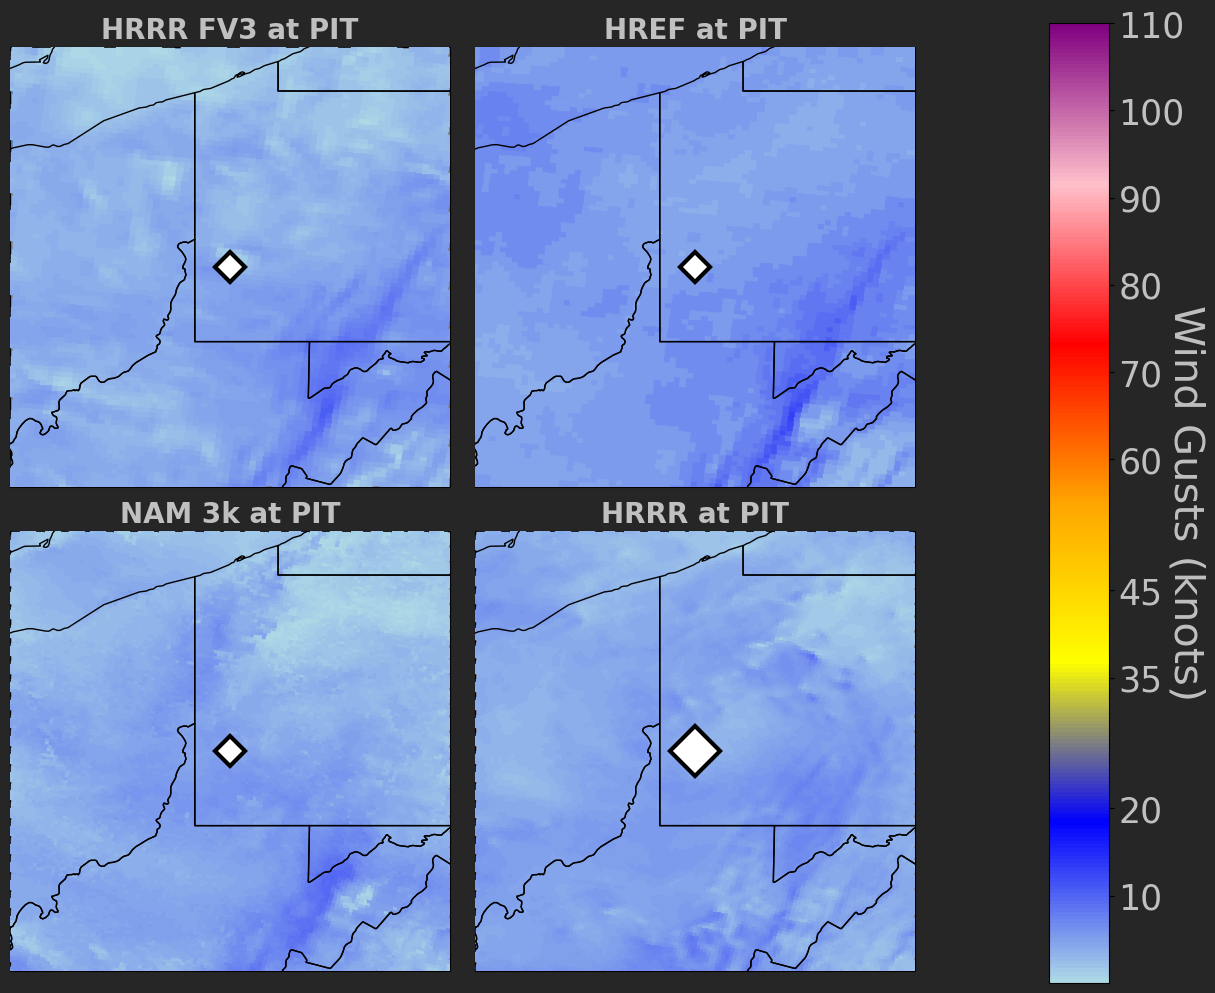 HRRR FV3 at PIT
HREF at PIT
NAM 3k at PIT
HRRR at PIT
110
100
90
80
70
60
45
35
20
10
Wind Gusts (knots)